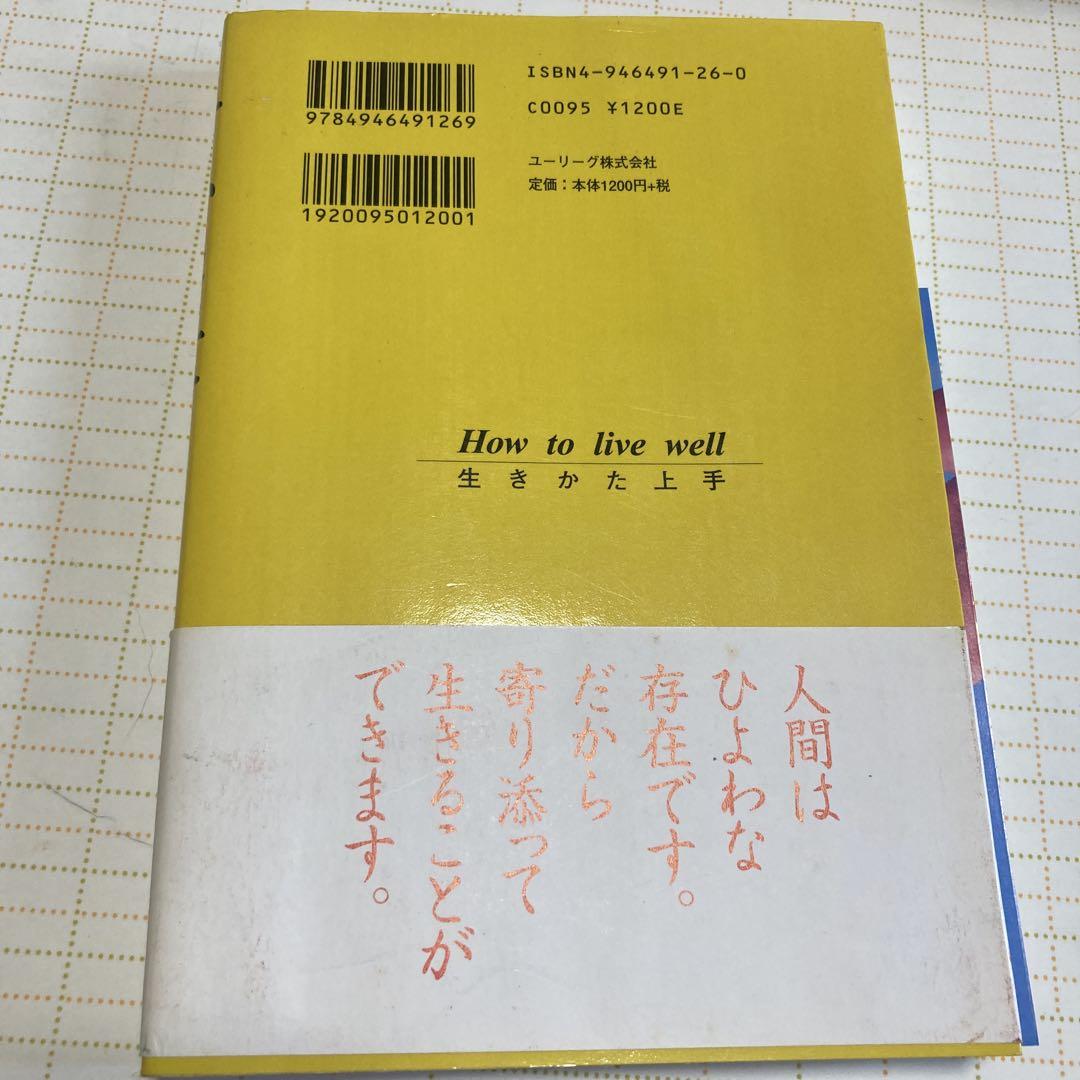 9784946491269
1920095012001
ISBN4-946491-26-0
C0095 ¥1200E
ユーリーグ株式会社
定価：本体1200円+税
How to live well
生きかた上手
人間は
ひよわな
存在です。
だから
寄り添って
生きることが
できます。